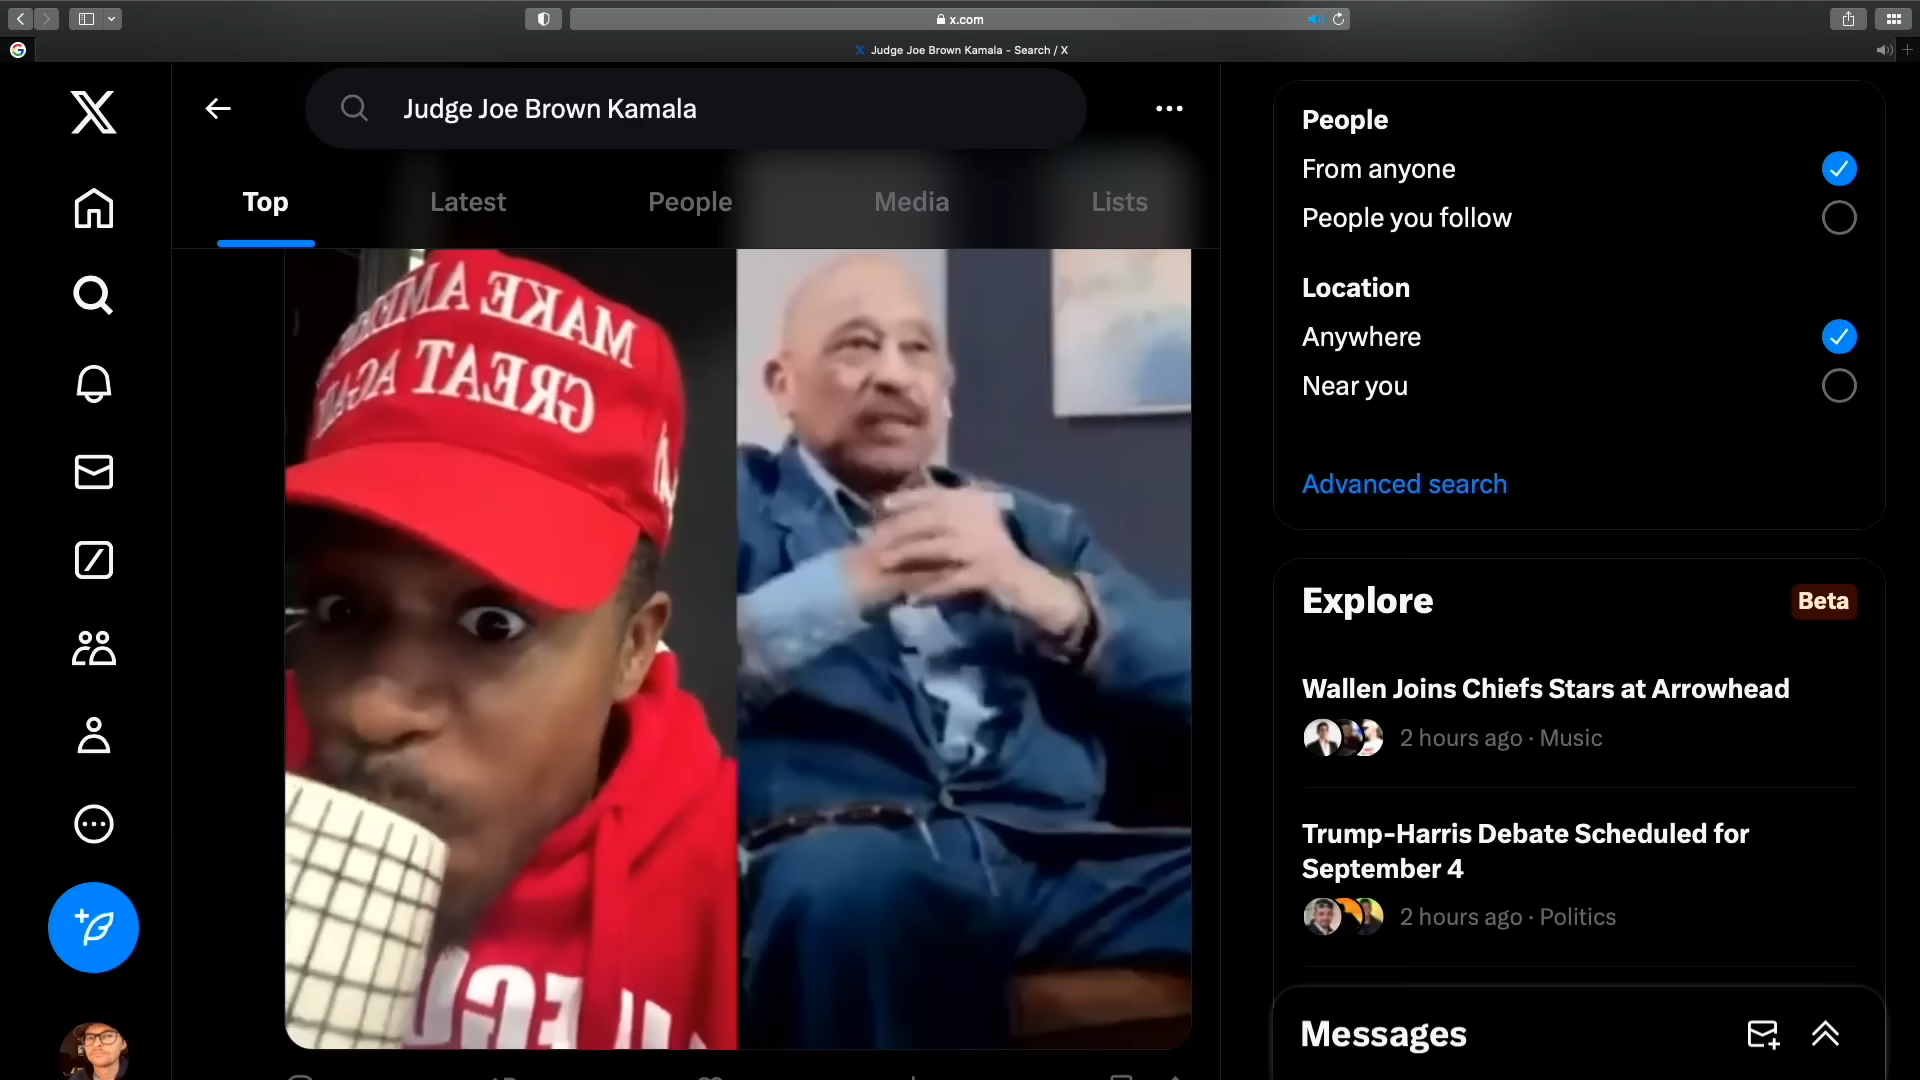 x.com
Judge Joe Brown Kamala - Search / X
Judge Joe Brown Kamala
Top
Latest
People
Media
Lists
MAKE AMERICA
GREAT AGAIN
People
From anyone
People you follow
Location
Anywhere
Near you
Advanced search
Explore
Beta
Wallen Joins Chiefs Stars at Arrowhead
2 hours ago · Music
Trump-Harris Debate Scheduled for
September 4
2 hours ago · Politics
Messages